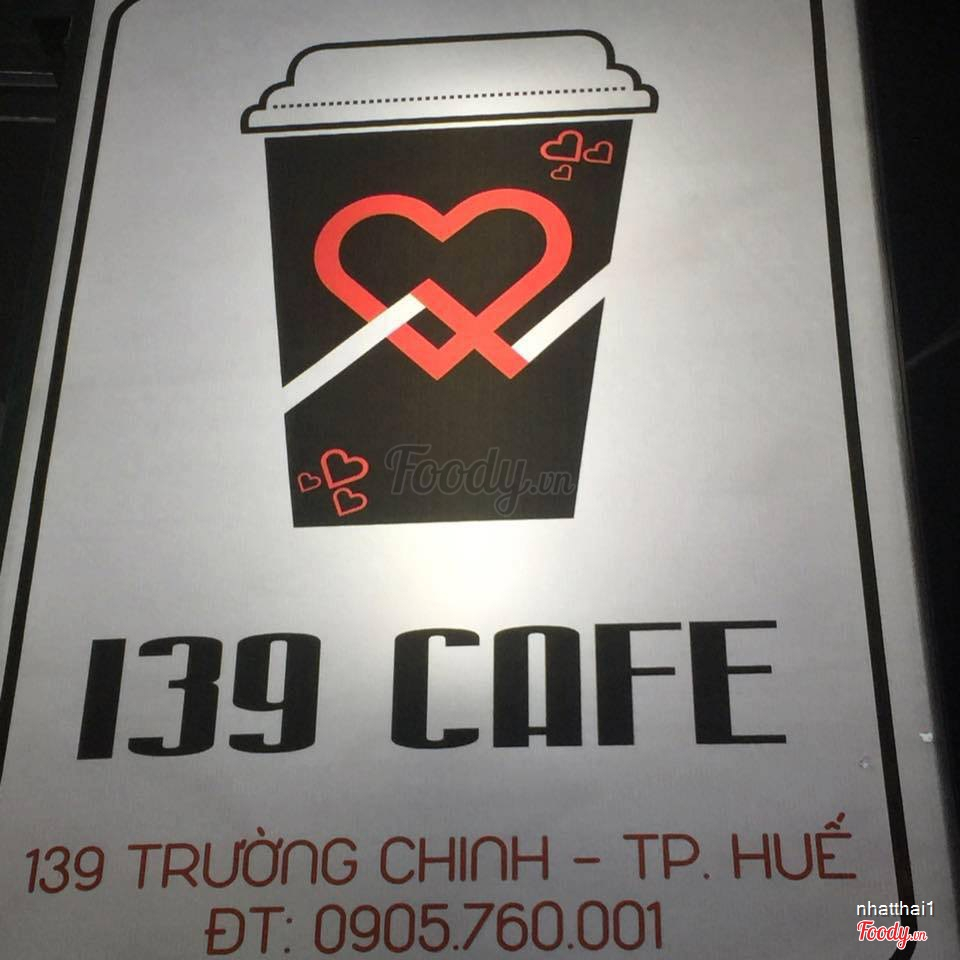 Foody.vn
139 CAFE
139 TRƯỜNG CHINH - TP. HUẾ
ĐT: 0905.760.001
nhatthai1
Foody.vn